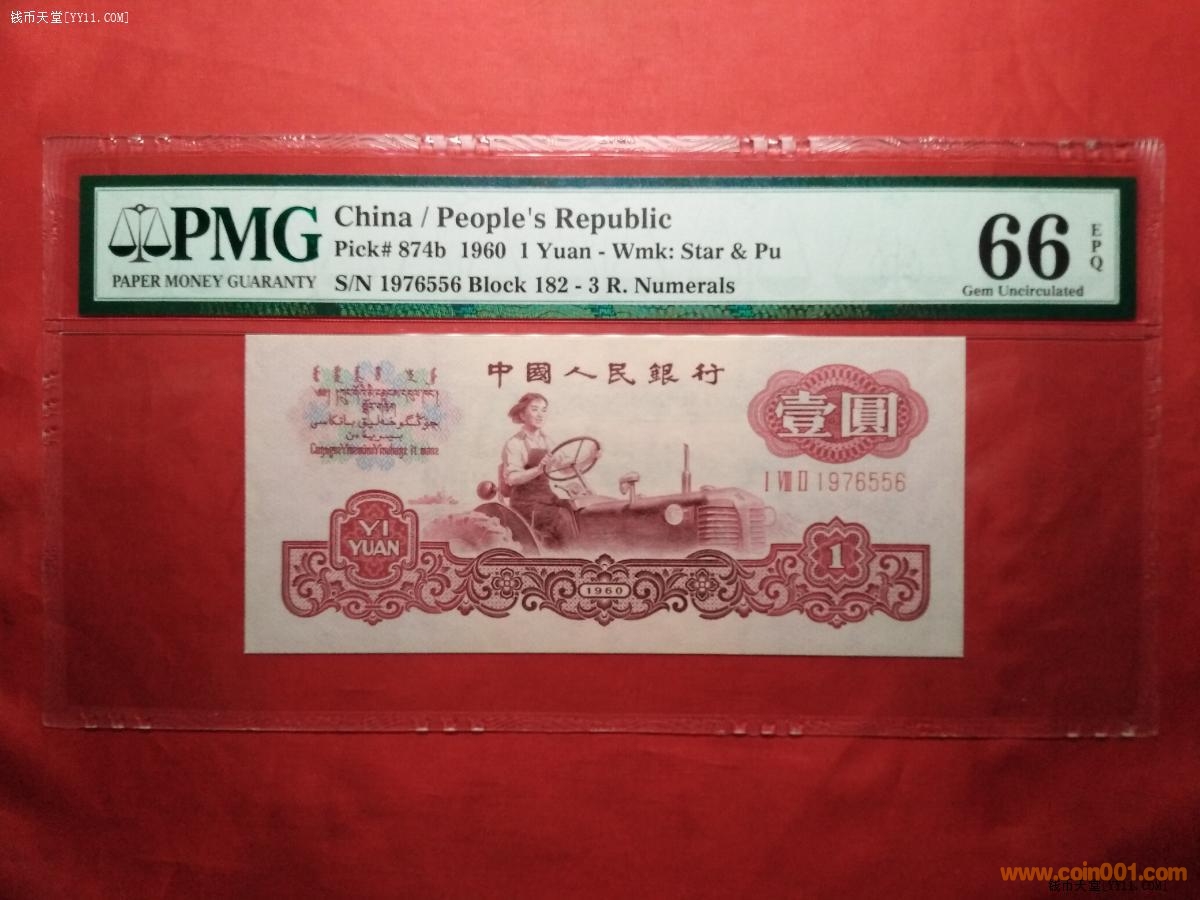 钱币天堂[YY11.COM]
PMG
PAPER MONEY GUARANTY
China / People's Republic
Pick# 874b 1960 1 Yuan - Wmk: Star & Pu
S/N 1976556 Block 182 - 3 R. Numerals
66
EPQ
Gem Uncirculated
中國人民銀行
壹圓
I VIII II 1976556
YI
YUAN
1960
1
www.coin001.com
钱币天堂[YY11.COM]